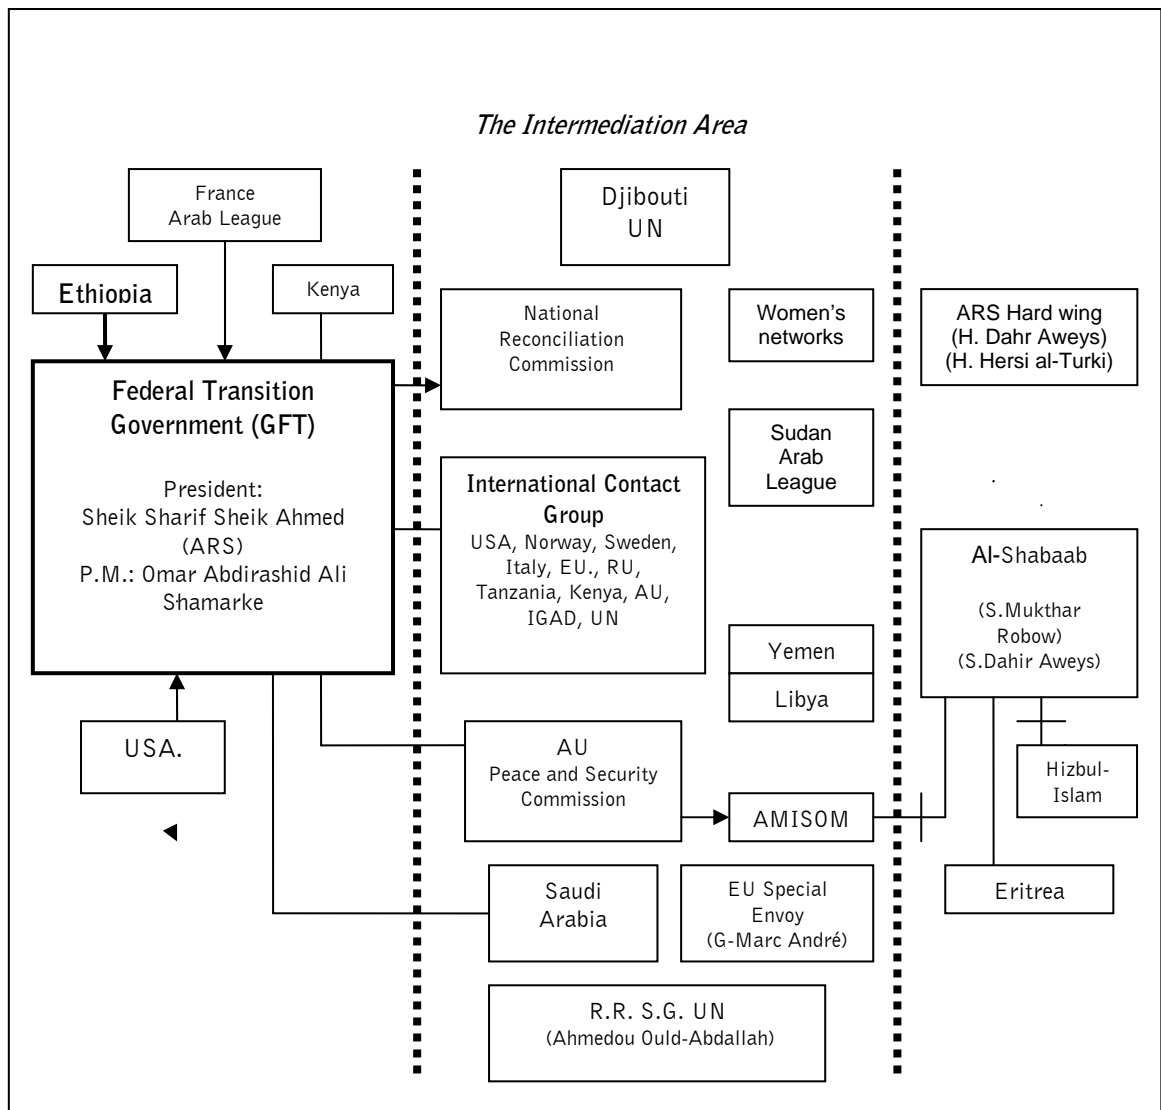 The Intermediation Area
France
Arab League
Ethiopia
Kenya
Federal Transition
Government (GFT)
President:
Sheik Sharif Sheik Ahmed
(ARS)
P.M.: Omar Abdirashid Ali
Shamarke
USA.
Djibouti
UN
National
Reconciliation
Commission
Women's
networks
Sudan
Arab
League
International Contact
Group
USA, Norway, Sweden,
Italy, EU., RU,
Tanzania, Kenya, AU,
IGAD, UN
Yemen
Libya
AU
Peace and Security
Commission
AMISOM
Saudi
Arabia
EU Special
Envoy
(G-Marc André)
R.R. S.G. UN
(Ahmedou Ould-Abdallah)
ARS Hard wing
(H. Dahr Aweys)
(H. Hersi al-Turki)
Al-Shabaab
(S.Mukthar
Robow)
(S.Dahir Aweys)
Hizbul-
Islam
Eritrea